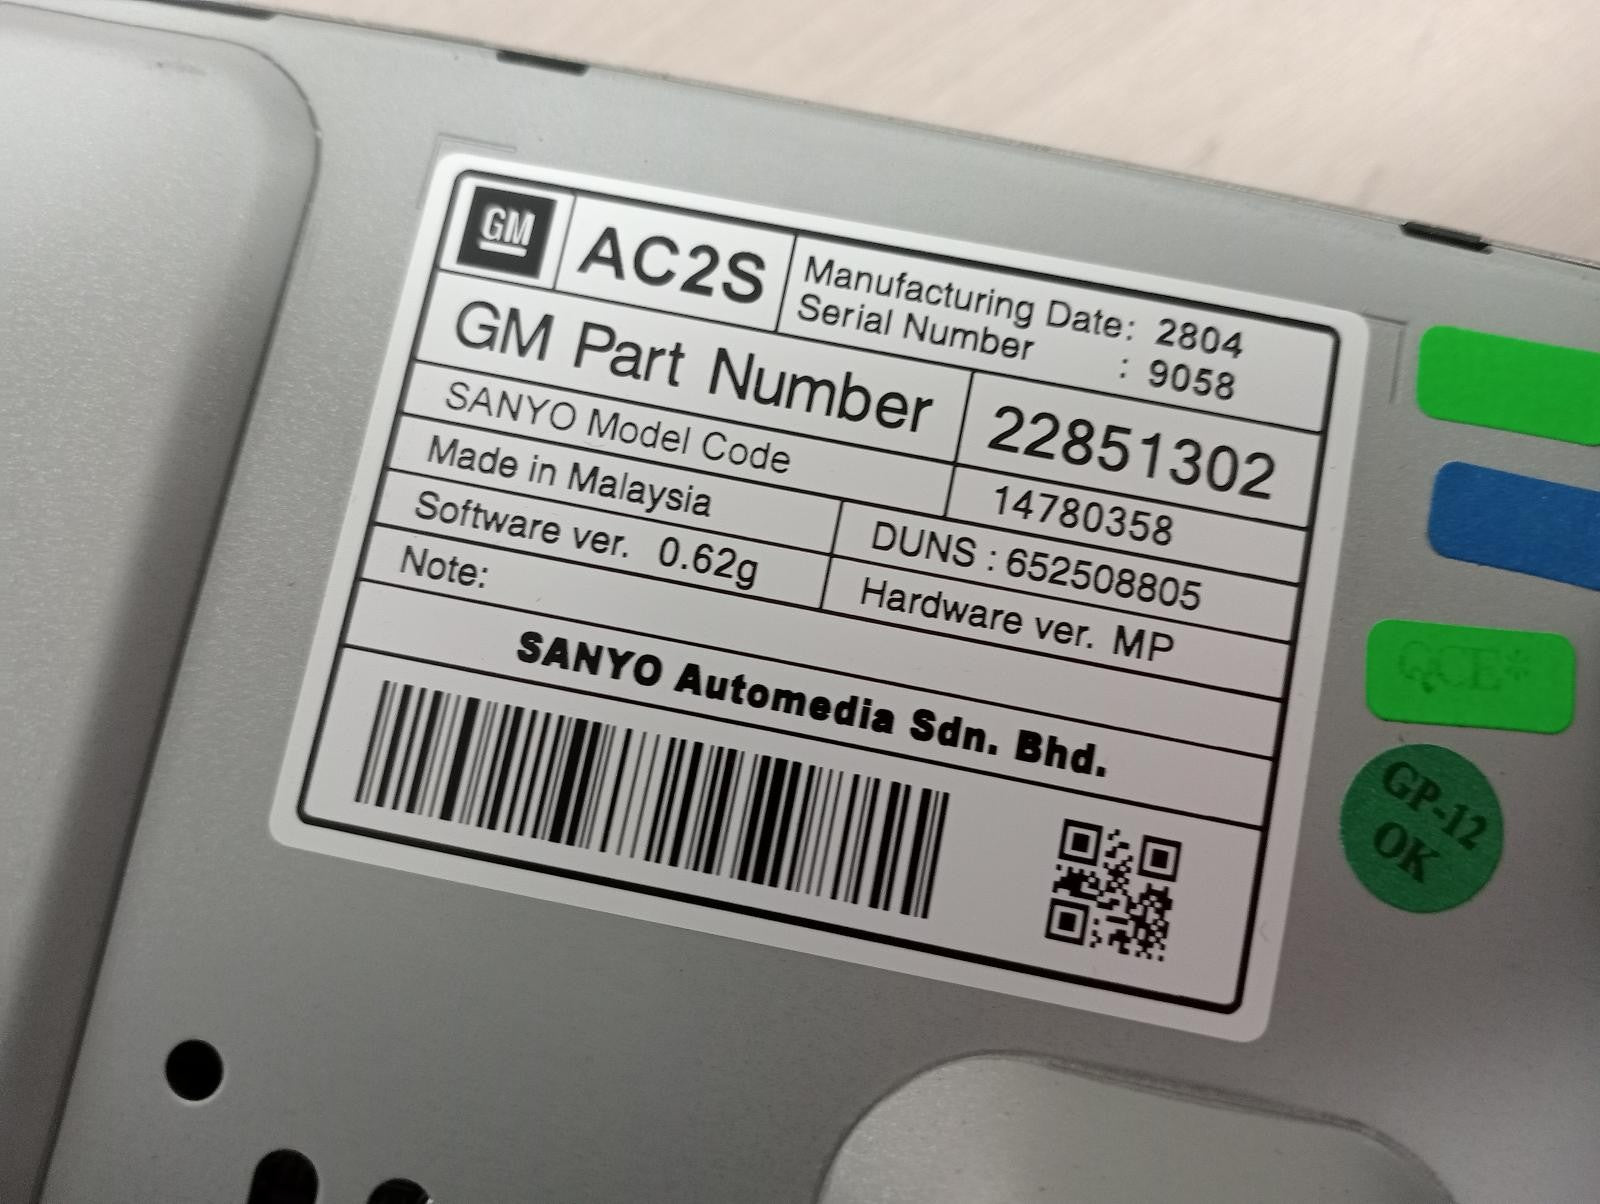 GM
AC2S
Manufacturing Date: 2804
Serial Number : 9058
GM Part Number 22851302
SANYO Model Code 14780358
Made in Malaysia DUNS : 652508805
Software ver. 0.62g Hardware ver. MP
Note:
SANYO Automedia Sdn. Bhd.
QCE*
GP-12
OK